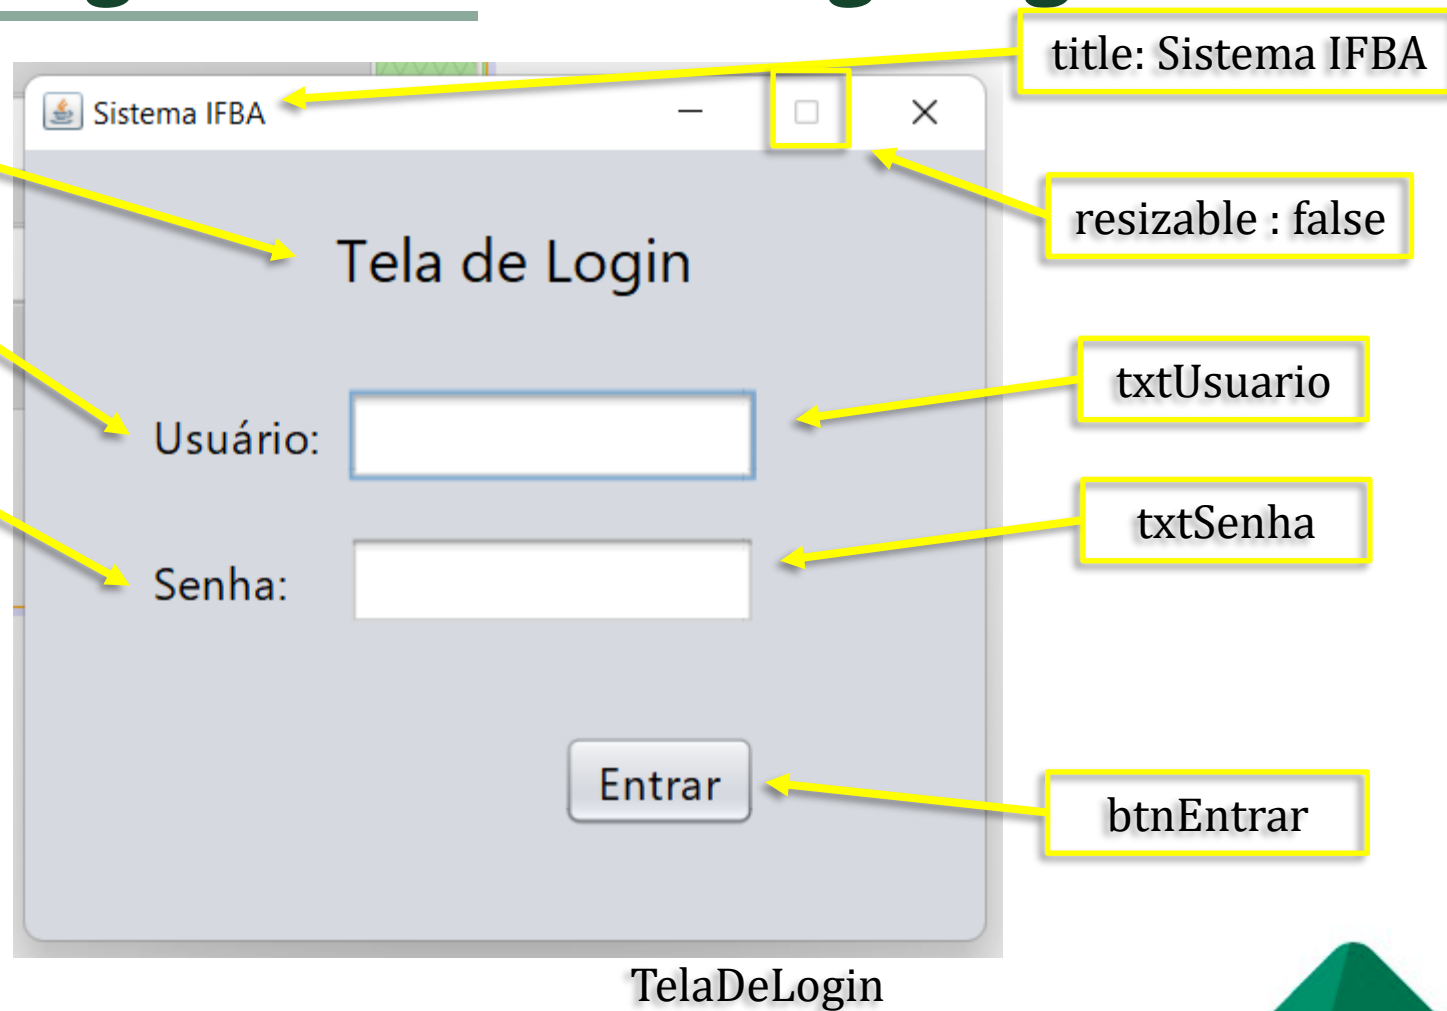 title: Sistema IFBA
Sistema IFBA
resizable : false
Tela de Login
txtUsuario
Usuário:
txtSenha
Senha:
Entrar
btnEntrar
TelaDeLogin